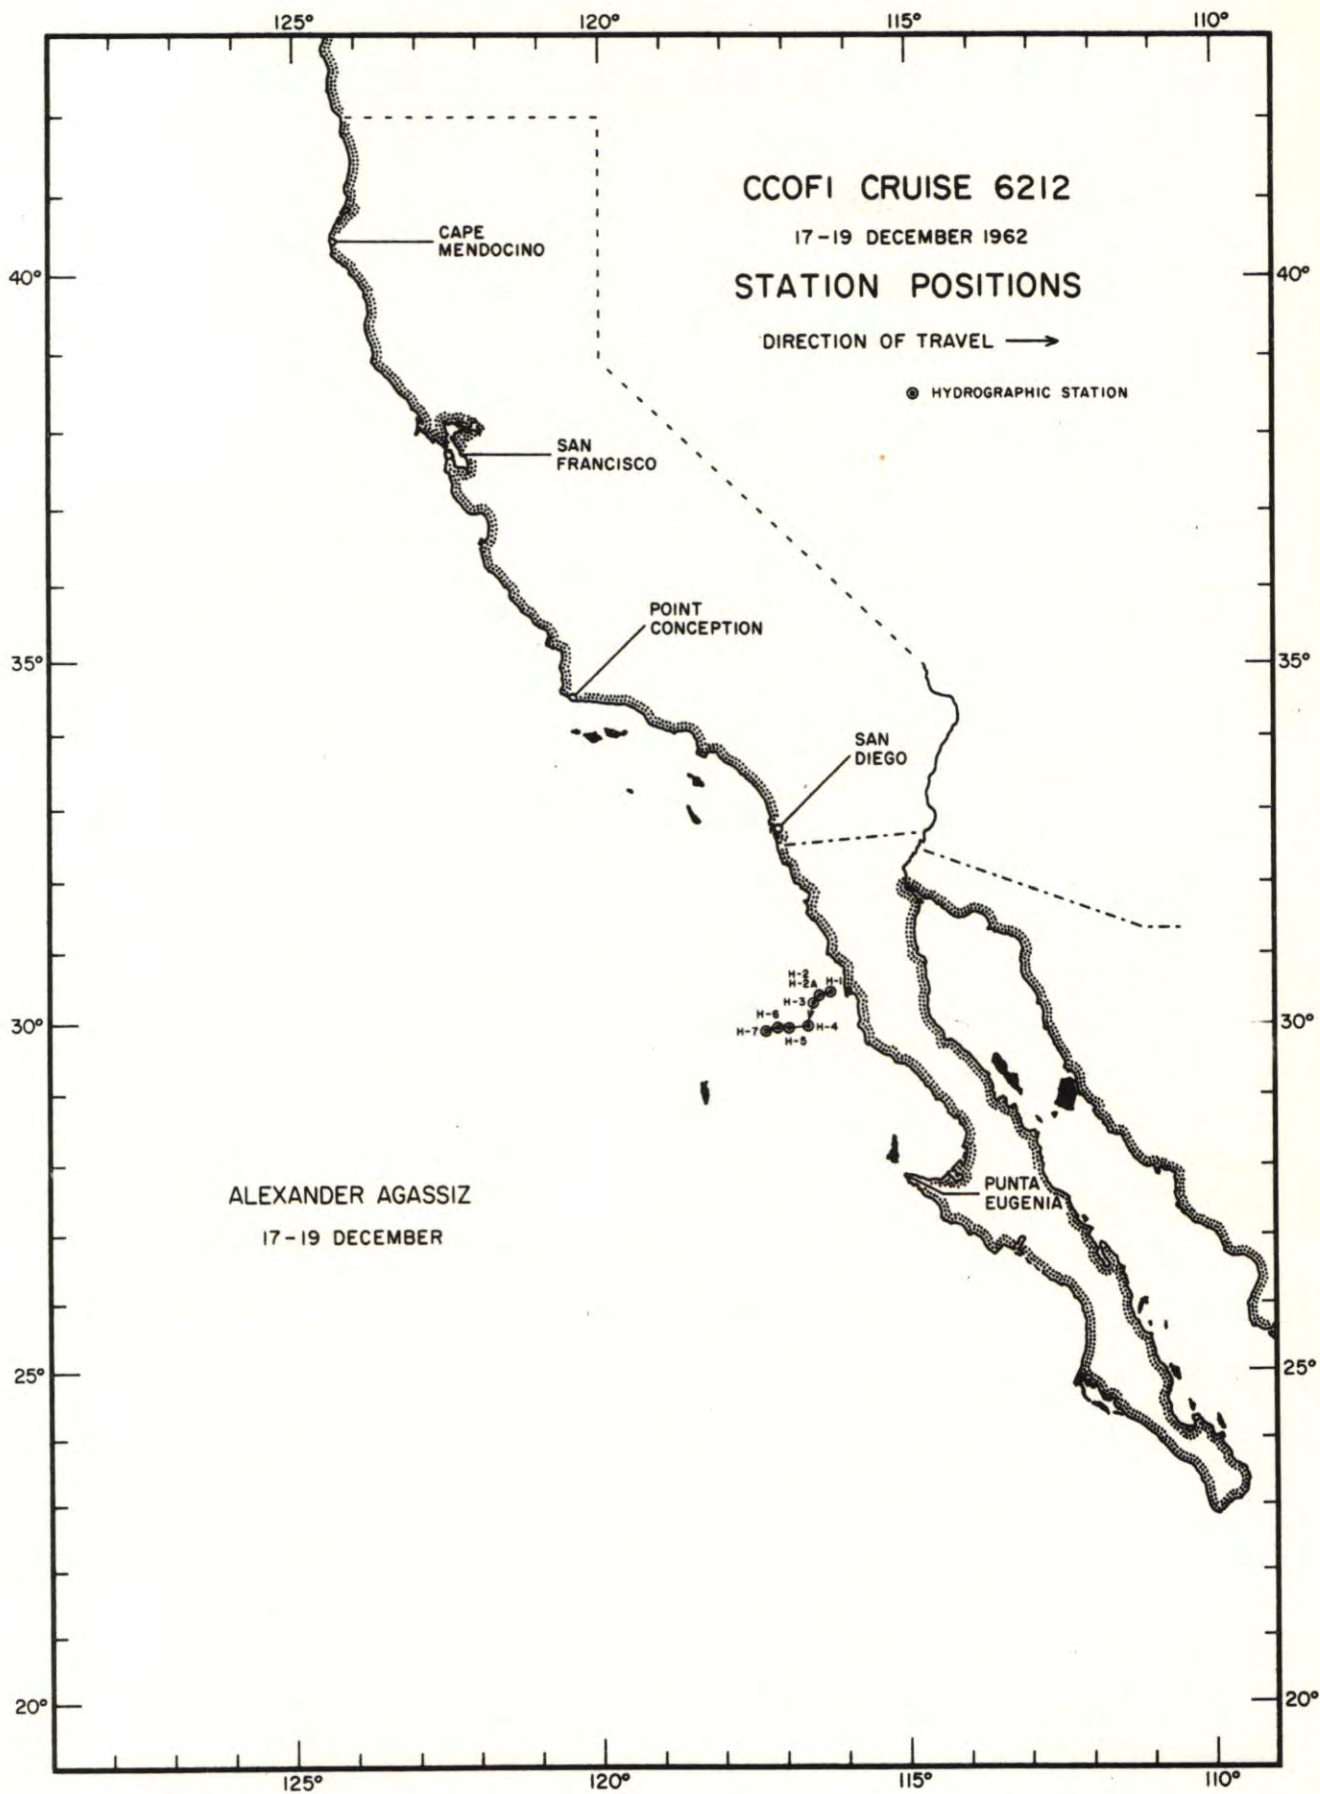 125°
120°
115°
110°
CCOFI CRUISE 6212
17-19 DECEMBER 1962
STATION POSITIONS
DIRECTION OF TRAVEL
HYDROGRAPHIC STATION
CAPE
MENDOCINO
40°
40°
SAN
FRANCISCO
POINT
CONCEPTION
35°
35°
SAN
DIEGO
H-2
H-2A
H-1
H-3
H-6
H-4
H-7
H-5
30°
30°
PUNTA
EUGENIA
ALEXANDER AGASSIZ
17-19 DECEMBER
25°
25°
20°
20°
125°
120°
115°
110°